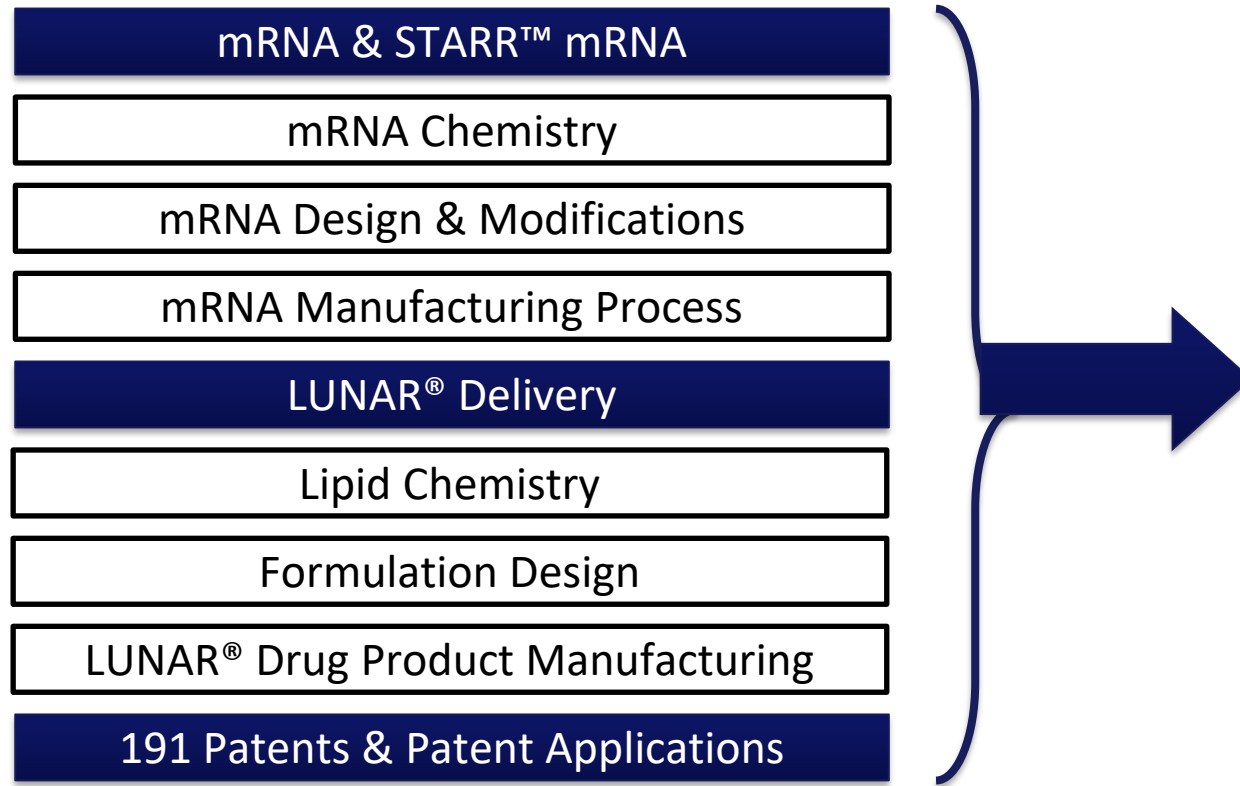 mRNA & STARR™ mRNA
mRNA Chemistry
mRNA Design & Modifications
mRNA Manufacturing Process
LUNAR® Delivery
Lipid Chemistry
Formulation Design
LUNAR® Drug Product Manufacturing
191 Patents & Patent Applications